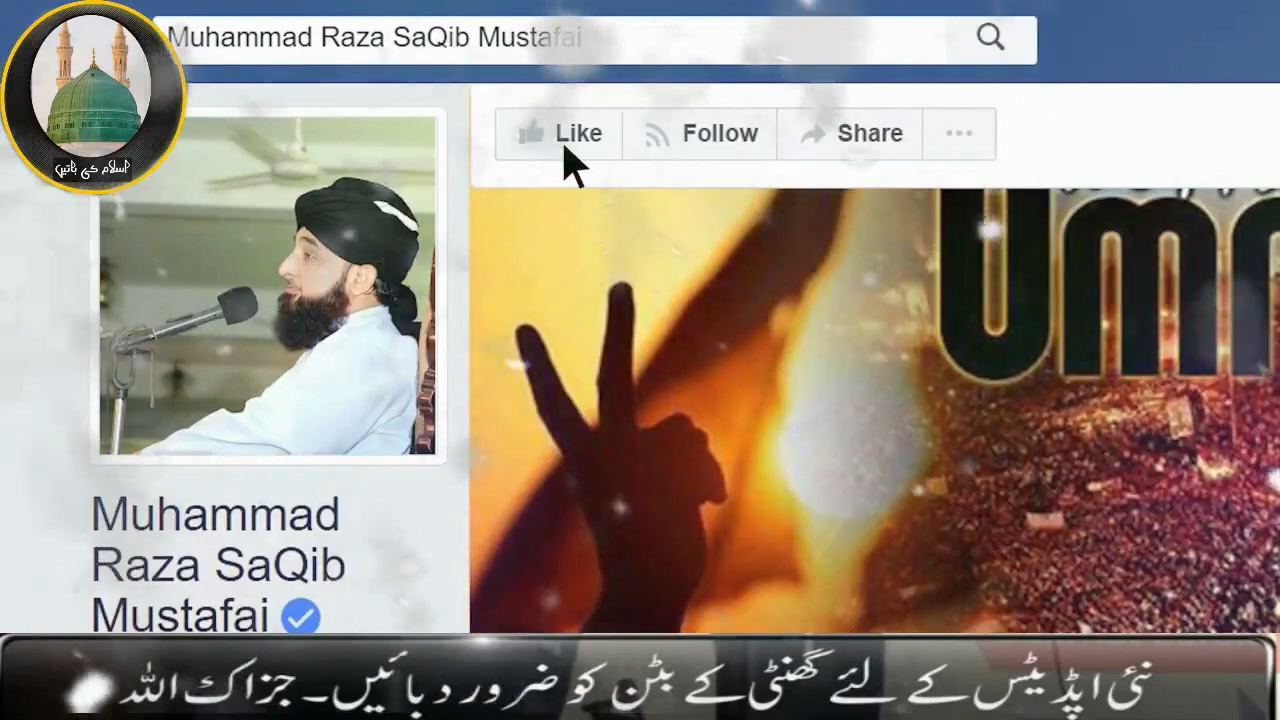 Muhammad Raza SaQib Mustafai
اسلام کی باتیں
Like
Follow
Share
Umm
Muhammad
Raza SaQib
Mustafai
نئی اپڈیٹس کے لئے گھنٹی کے بٹن کو ضرور دبائیں۔ جزاک اللہ